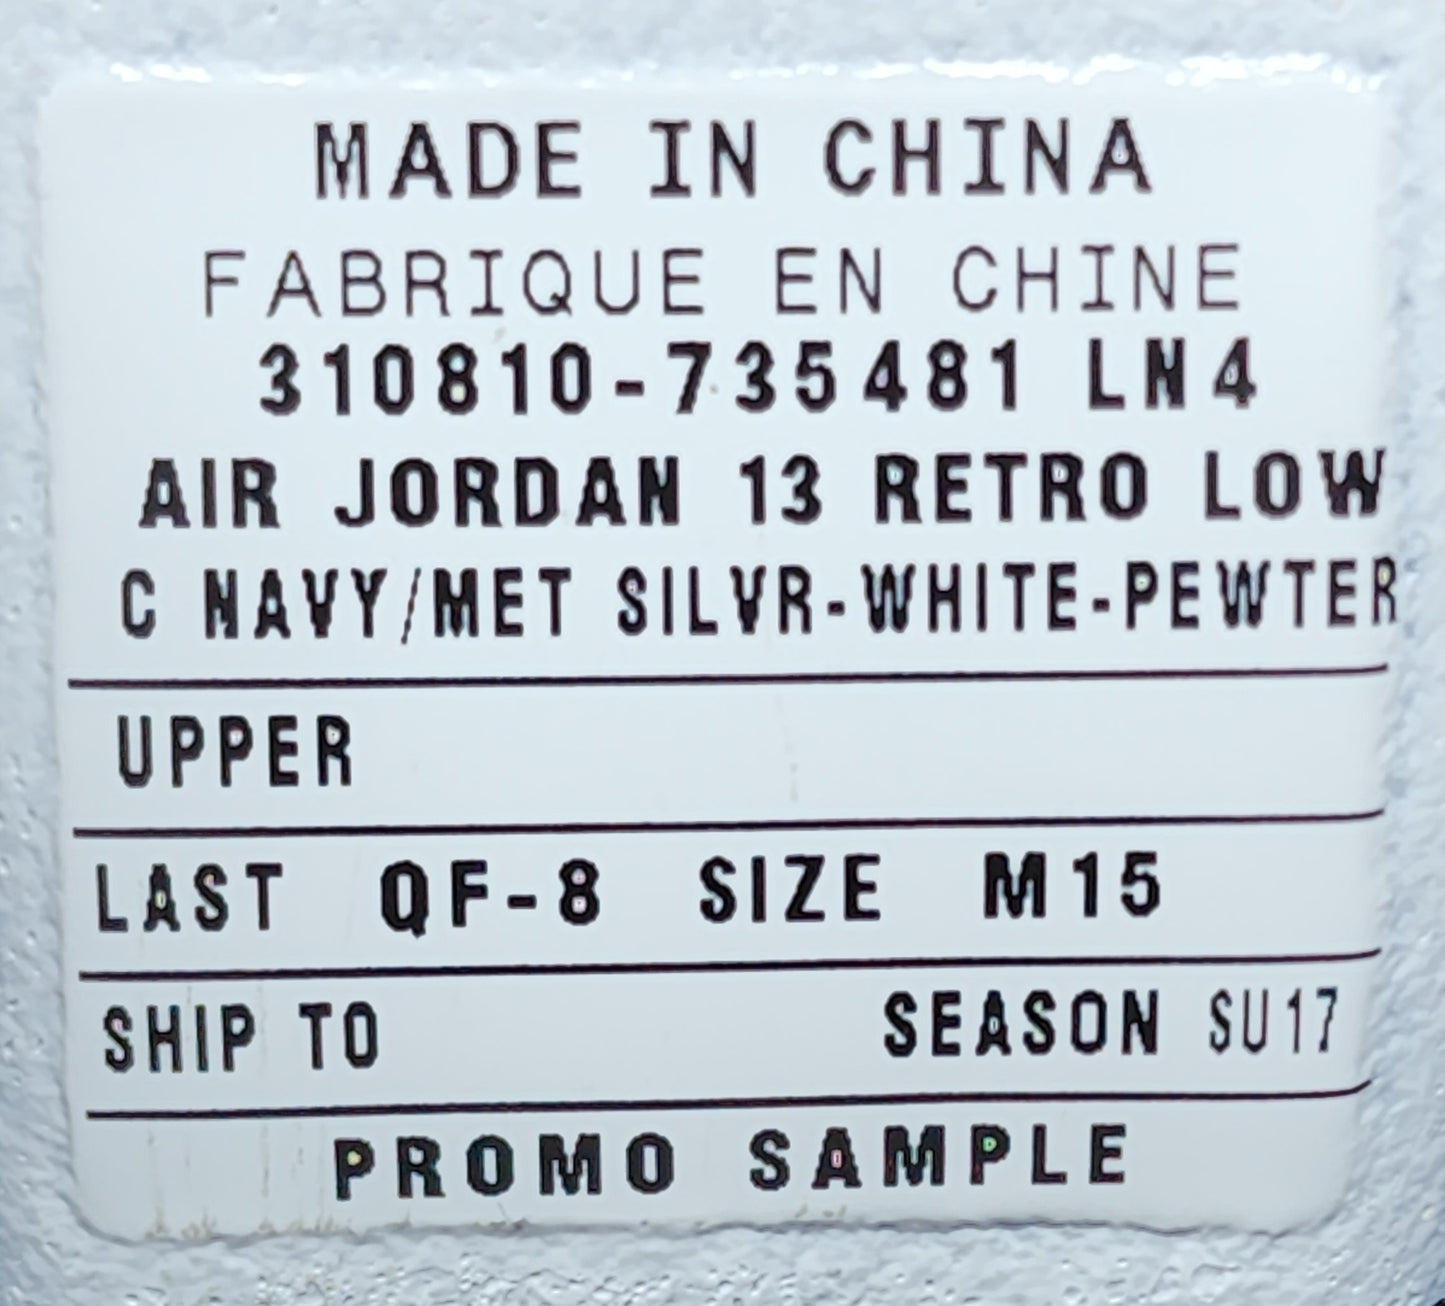 MADE IN CHINA
FABRIQUE EN CHINE
310810-735481 LN4
AIR JORDAN 13 RETRO LOW
C NAVY/MET SILVR-WHITE-PEWTER
UPPER
LAST QF-8 SIZE M15
SHIP TO SEASON SU17
PROMO SAMPLE